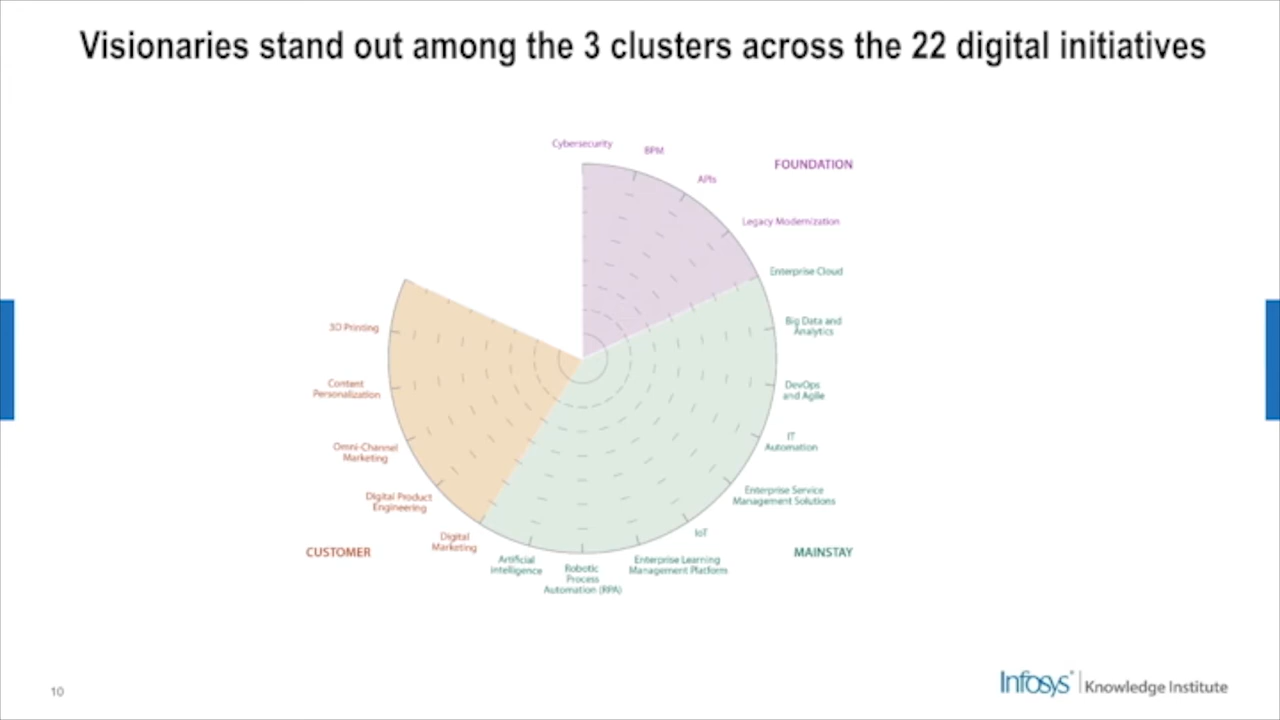 Visionaries stand out among the 3 clusters across the 22 digital initiatives
Cybersecurity
BPM
APIs
FOUNDATION
Legacy Modernization
Enterprise Cloud
Big Data and
Analytics
DevOps
and Agile
IT
Automation
Enterprise Service
Management Solutions
IoT
MAINSTAY
Enterprise Learning
Management Platform
Robotic
Process
Automation (RPA)
Artificial
Intelligence
Digital
Marketing
CUSTOMER
Digital Product
Engineering
Omni-Channel
Marketing
Content
Personalization
3D Printing
10
Infosys | Knowledge Institute